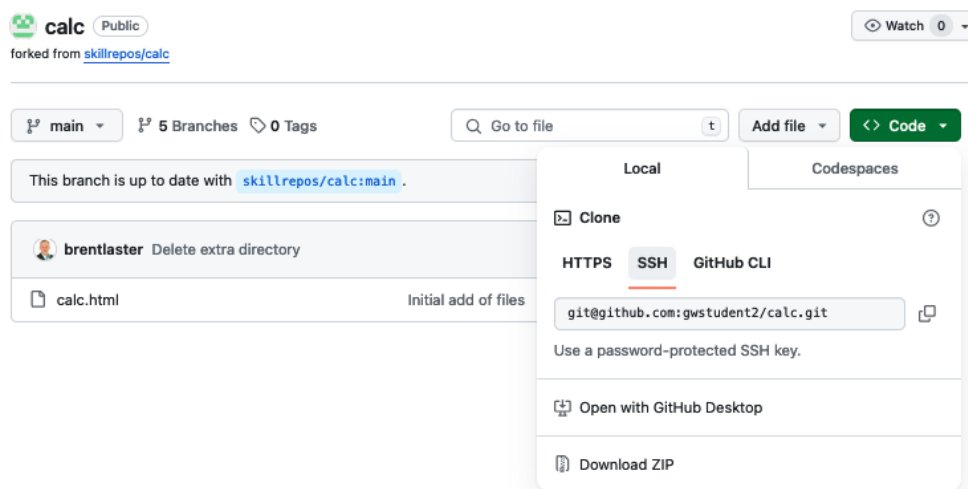 calc Public
Watch 0
forked from skillrepos/calc
main 5 Branches 0 Tags Go to file t Add file <> Code
This branch is up to date with skillrepos/calc:main .
brentlaster Delete extra directory
calc.html Initial add of files
Local Codespaces
Clone
HTTPS SSH GitHub CLI
git@github.com:gwstudent2/calc.git
Use a password-protected SSH key.
Open with GitHub Desktop
Download ZIP